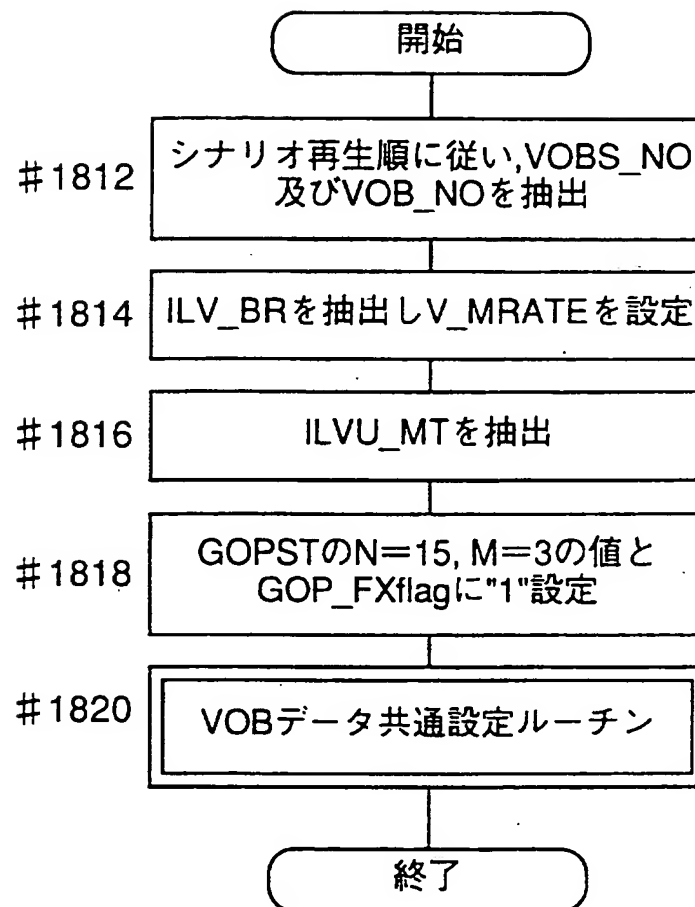 開始
#1812
シナリオ再生順に従い,VOBS_NO
及びVOB_NOを抽出
#1814
ILV_BRを抽出しV_MRATEを設定
#1816
ILVU_MTを抽出
#1818
GOPSTのN=15, M=3の値と
GOP_FXflagに"1"設定
#1820
VOBデータ共通設定ルーチン
終了